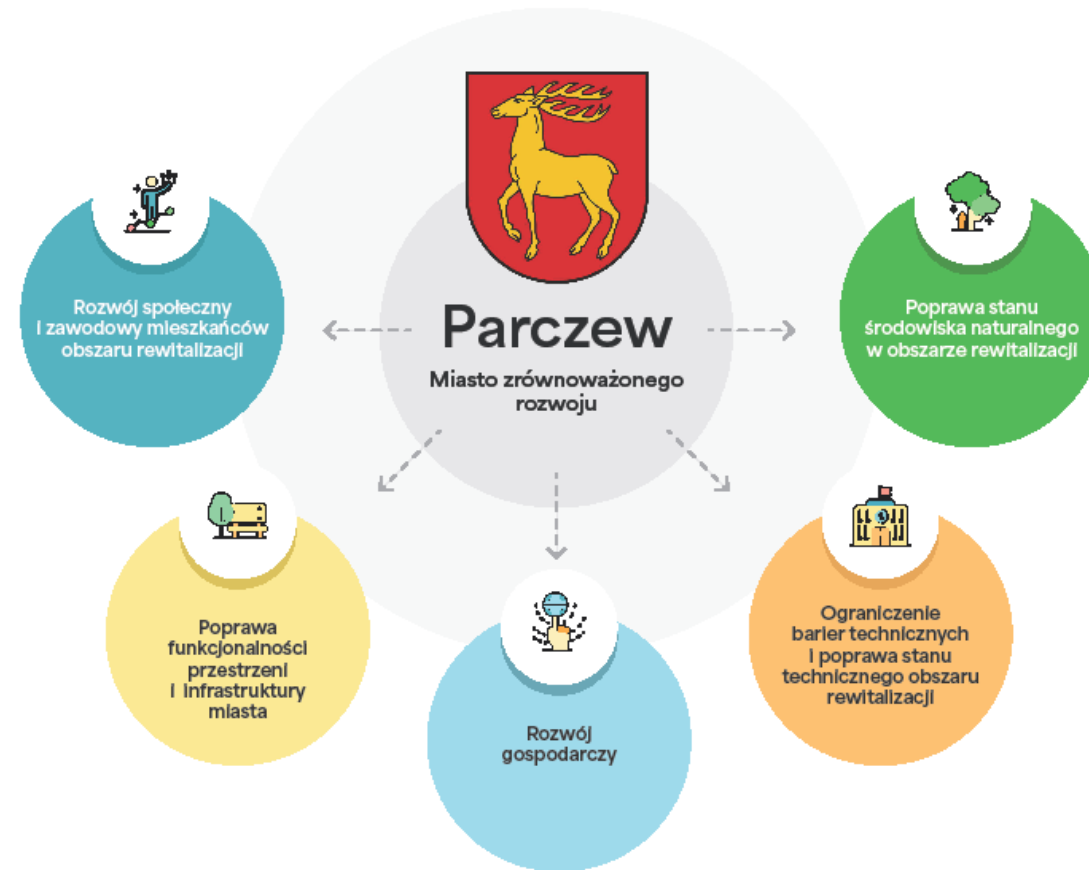 Parczew
Miasto zrównoważonego
rozwoju
Rozwój społeczny
i zawodowy mieszkańców
obszaru rewitalizacji
Poprawa stanu
środowiska naturalnego
w obszarze rewitalizacji
Poprawa
funkcjonalności
przestrzeni
i infrastruktury
miasta
Rozwój
gospodarczy
Ograniczenie
barier technicznych
i poprawa stanu
technicznego obszaru
rewitalizacji